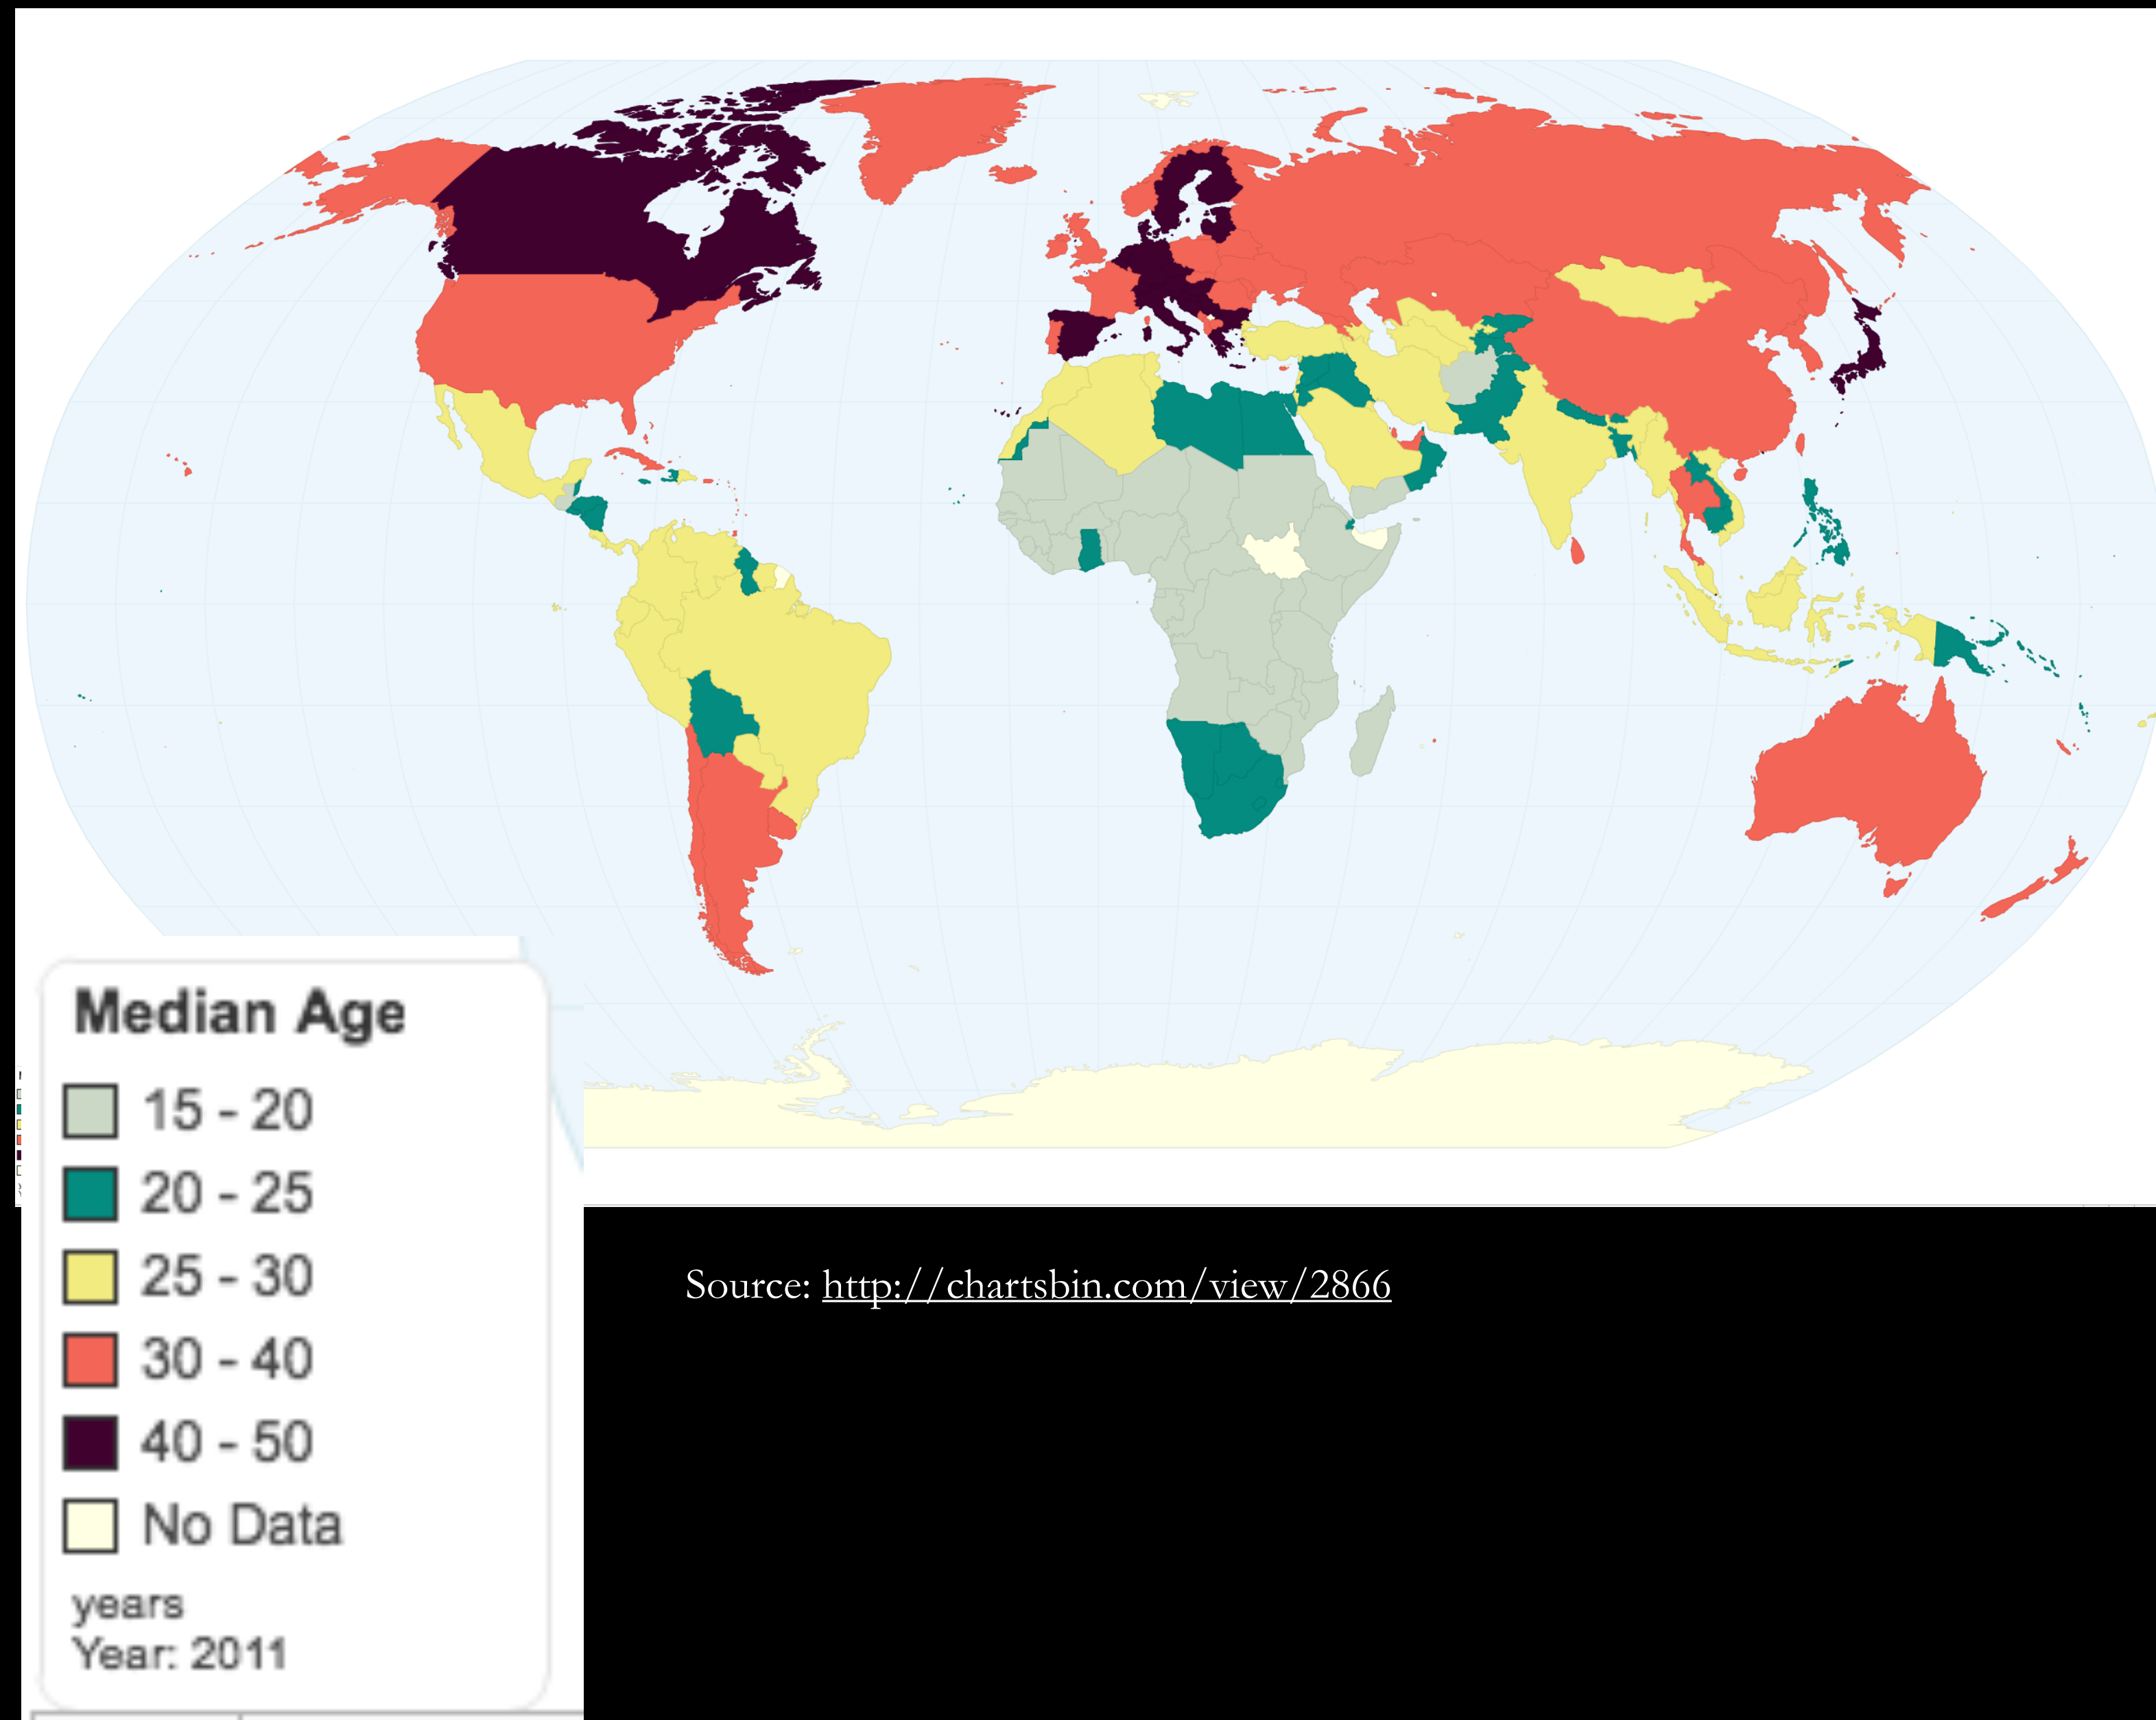 Median Age
15 - 20
20 - 25
25 - 30
30 - 40
40 - 50
No Data
years
Year: 2011
Source: http://chartsbin.com/view/2866